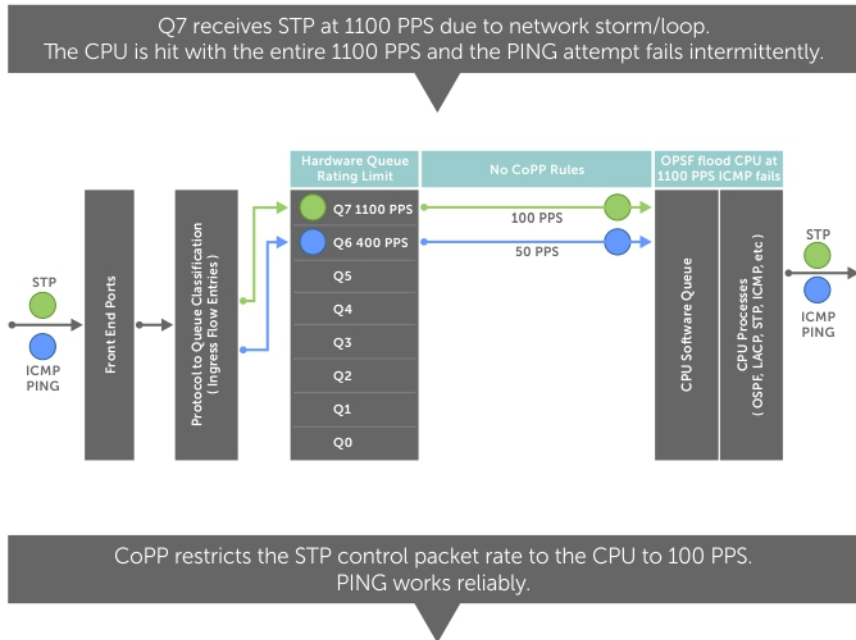 Q7 receives STP at 1100 PPS due to network storm/loop.
The CPU is hit with the entire 1100 PPS and the PING attempt fails intermittently.
Hardware Queue
Rating Limit
No CoPP Rules
OPSF flood CPU at
1100 PPS ICMP fails
STP
ICMP
PING
Front End Ports
Protocol to Queue Classification
( Ingress Flow Entries )
Q7 1100 PPS
Q6 400 PPS
Q5
Q4
Q3
Q2
Q1
Q0
100 PPS
50 PPS
CPU Software Queue
CPU Processes
( OSPF, LACP, STP, ICMP, etc )
STP
ICMP
PING
CoPP restricts the STP control packet rate to the CPU to 100 PPS.
PING works reliably.